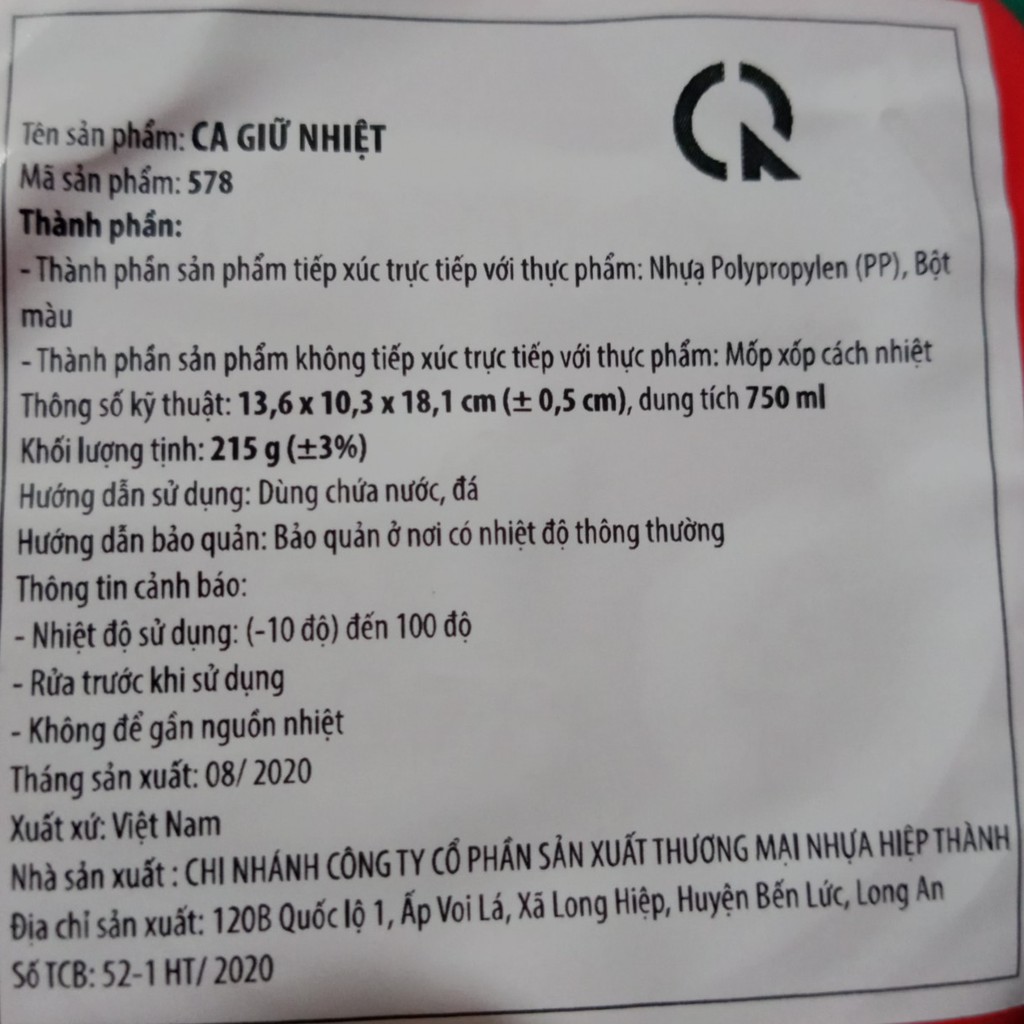 Tên sản phẩm: CA GIỮ NHIỆT
Mã sản phẩm: 578
Thành phần:
- Thành phần sản phẩm tiếp xúc trực tiếp với thực phẩm: Nhựa Polypropylen (PP), Bột
màu
- Thành phần sản phẩm không tiếp xúc trực tiếp với thực phẩm: Mốp xốp cách nhiệt
Thông số kỹ thuật: 13,6 x 10,3 x 18,1 cm (± 0,5 cm), dung tích 750 ml
Khối lượng tịnh: 215 g (±3%)
Hướng dẫn sử dụng: Dùng chứa nước, đá
Hướng dẫn bảo quản: Bảo quản ở nơi có nhiệt độ thông thường
Thông tin cảnh báo:
- Nhiệt độ sử dụng: (-10 độ) đến 100 độ
- Rửa trước khi sử dụng
- Không để gần nguồn nhiệt
Tháng sản xuất: 08/ 2020
Xuất xứ: Việt Nam
Nhà sản xuất : CHI NHÁNH CÔNG TY CỔ PHẦN SẢN XUẤT THƯƠNG MẠI NHỰA HIỆP THÀNH
Địa chỉ sản xuất: 120B Quốc lộ 1, Ấp Voi Lá, Xã Long Hiệp, Huyện Bến Lức, Long An
Số TCB: 52-1 HT/ 2020